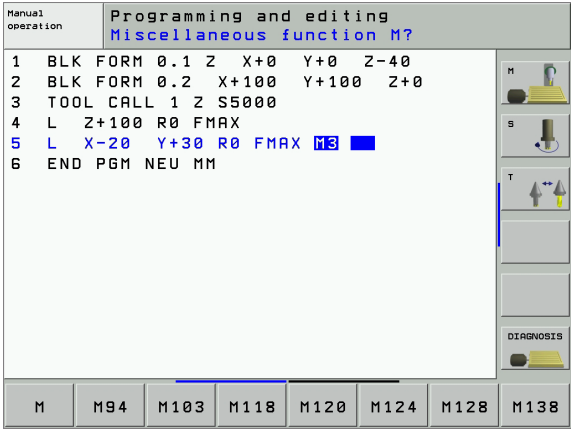 Manual
operation
Programming and editing
Miscellaneous function M?
1 BLK FORM 0.1 Z X+0 Y+0 Z-40
2 BLK FORM 0.2 X+100 Y+100 Z+0
3 TOOL CALL 1 Z S5000
4 L Z+100 R0 FMAX
5 L X-20 Y+30 R0 FMAX M3
6 END PGM NEU MM
M
S
T
DIAGNOSIS
M M94 M103 M118 M120 M124 M128 M138